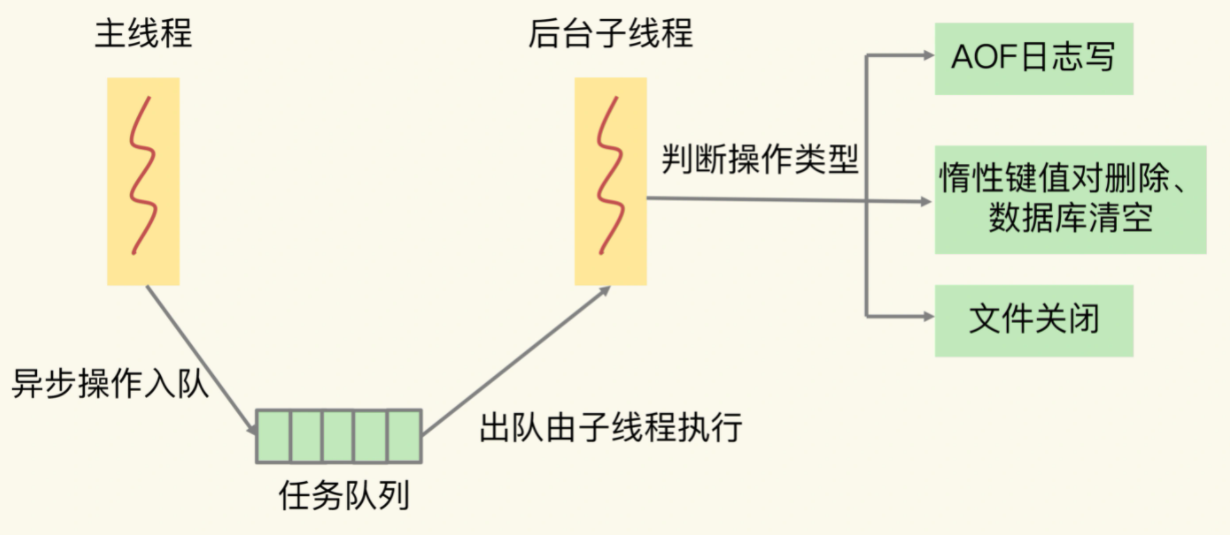 主线程
后台子线程
AOF日志写
判断操作类型
惰性键值对删除、
数据库清空
文件关闭
异步操作入队
出队由子线程执行
任务队列